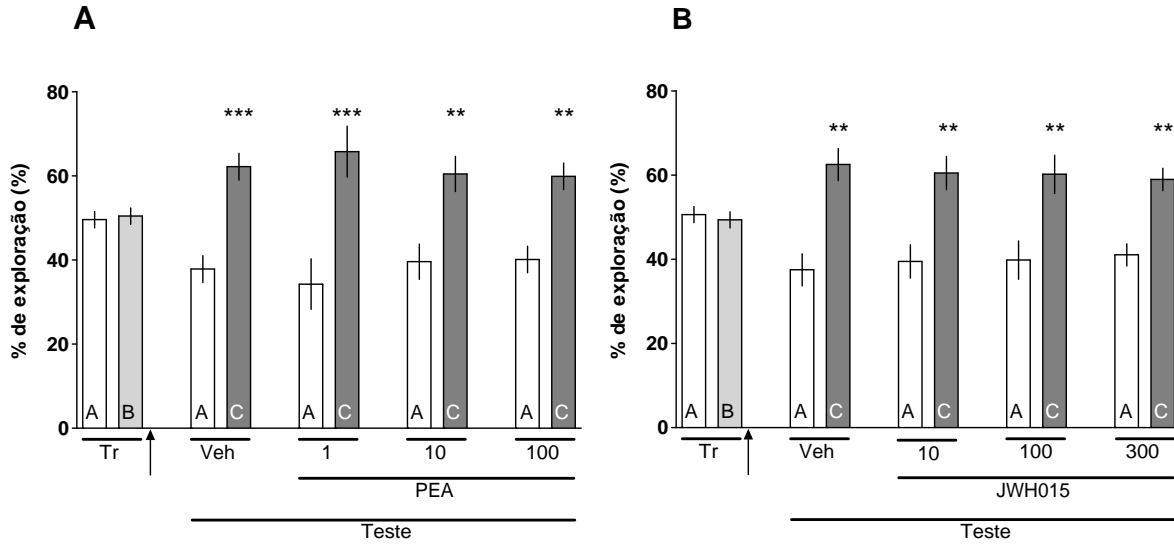 A
% de exploração (%)
80
60
40
20
0
*** *** ** **
A B A C A C A C A C
Tr Veh 1 10 100
PEA
Teste
B
% de exploração (%)
80
60
40
20
0
** ** ** **
A B A C A C A C A C
Tr Veh 10 100 300
JWH015
Teste